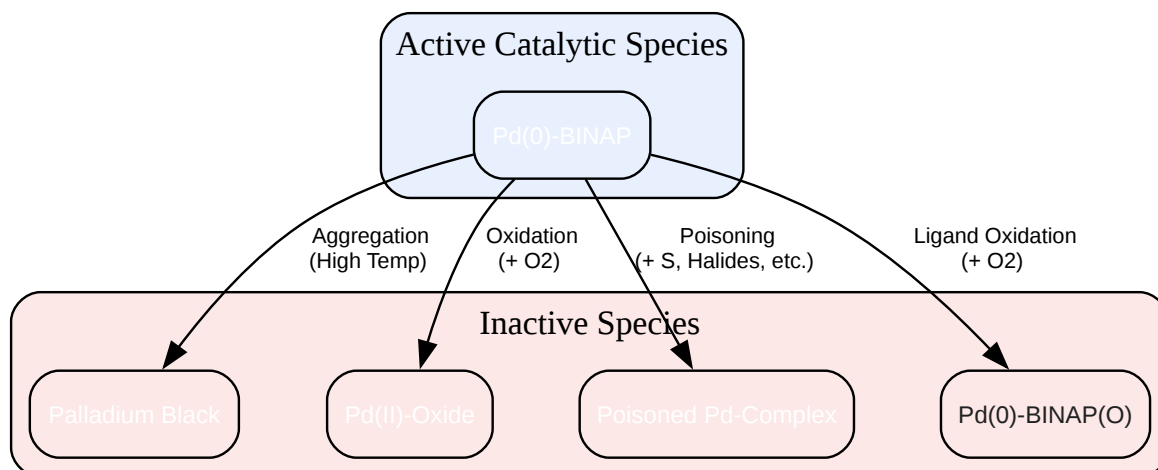 Active Catalytic Species
Pd(0)-BINAP
Aggregation
(High Temp)
Oxidation
(+ O2)
Poisoning
(+ S, Halides, etc.)
Ligand Oxidation
(+ O2)
Inactive Species
Palladium Black
Pd(II)-Oxide
Poisoned Pd-Complex
Pd(0)-BINAP(O)